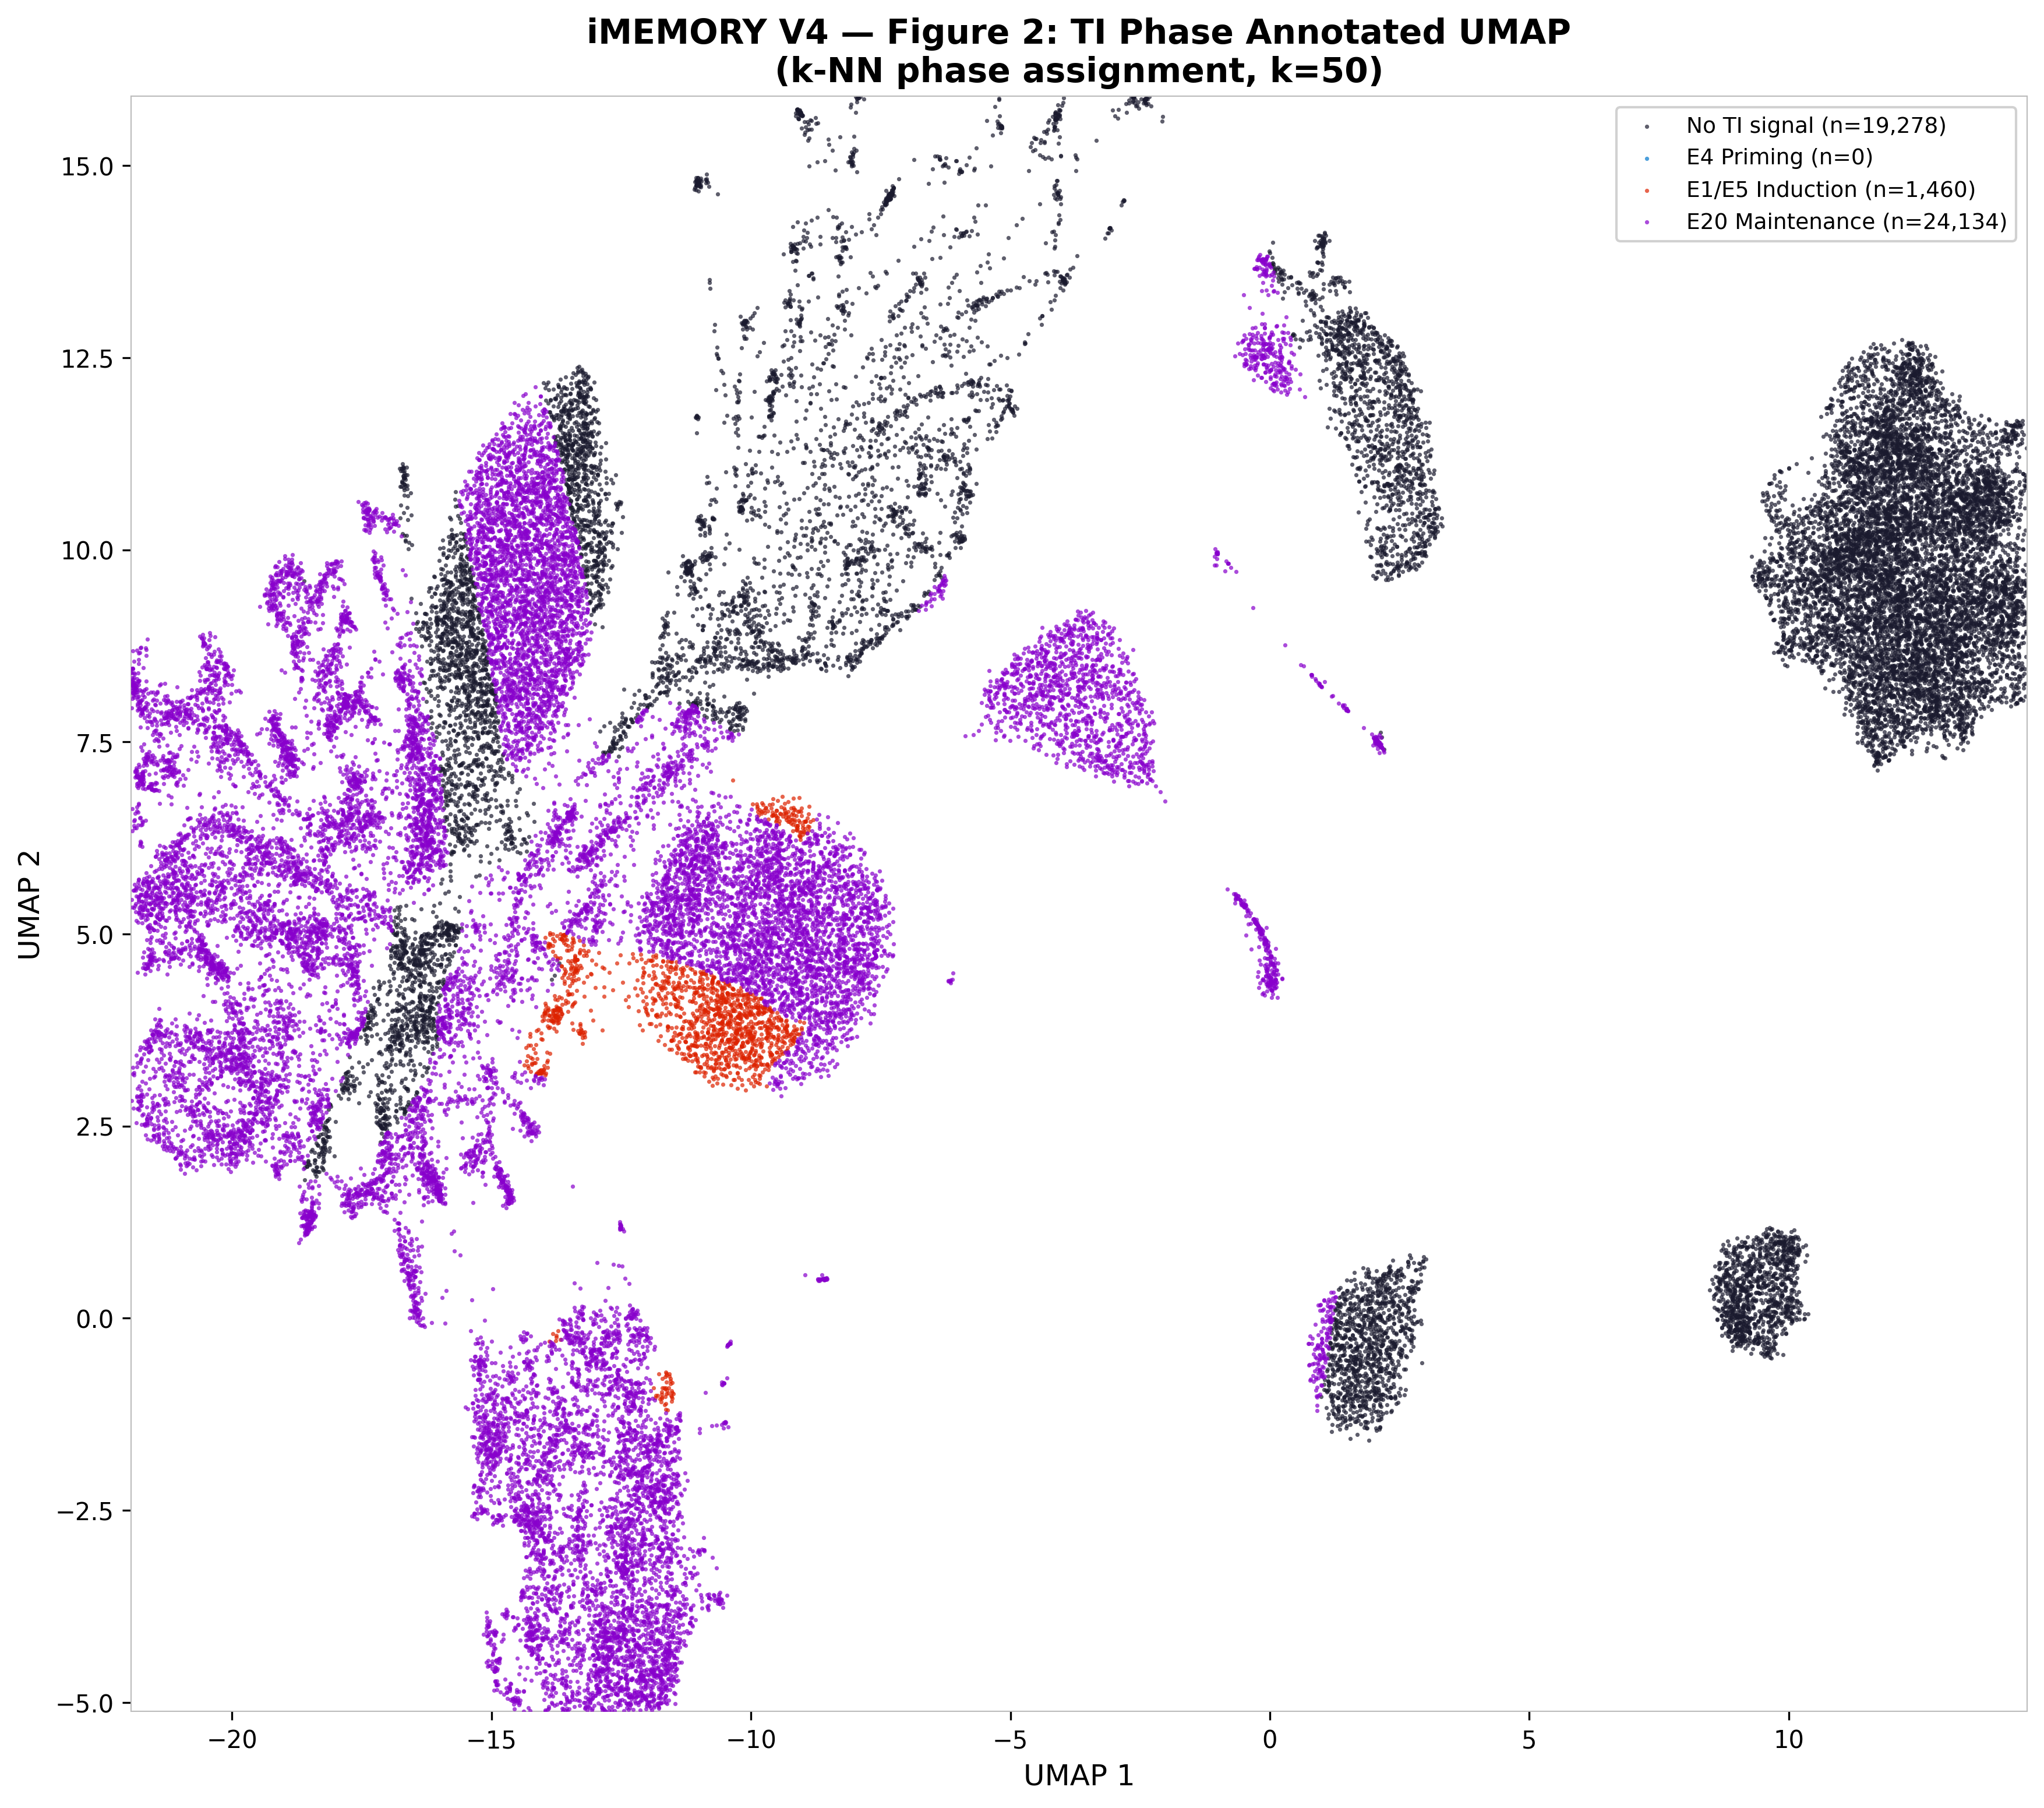 iMEMORY V4 — Figure 2: TI Phase Annotated UMAP
(k-NN phase assignment, k=50)
No TI signal (n=19,278)
E4 Priming (n=0)
E1/E5 Induction (n=1,460)
E20 Maintenance (n=24,134)
15.0
12.5
10.0
7.5
5.0
2.5
0.0
−2.5
−5.0
UMAP 2
−20
−15
−10
−5
0
5
10
UMAP 1